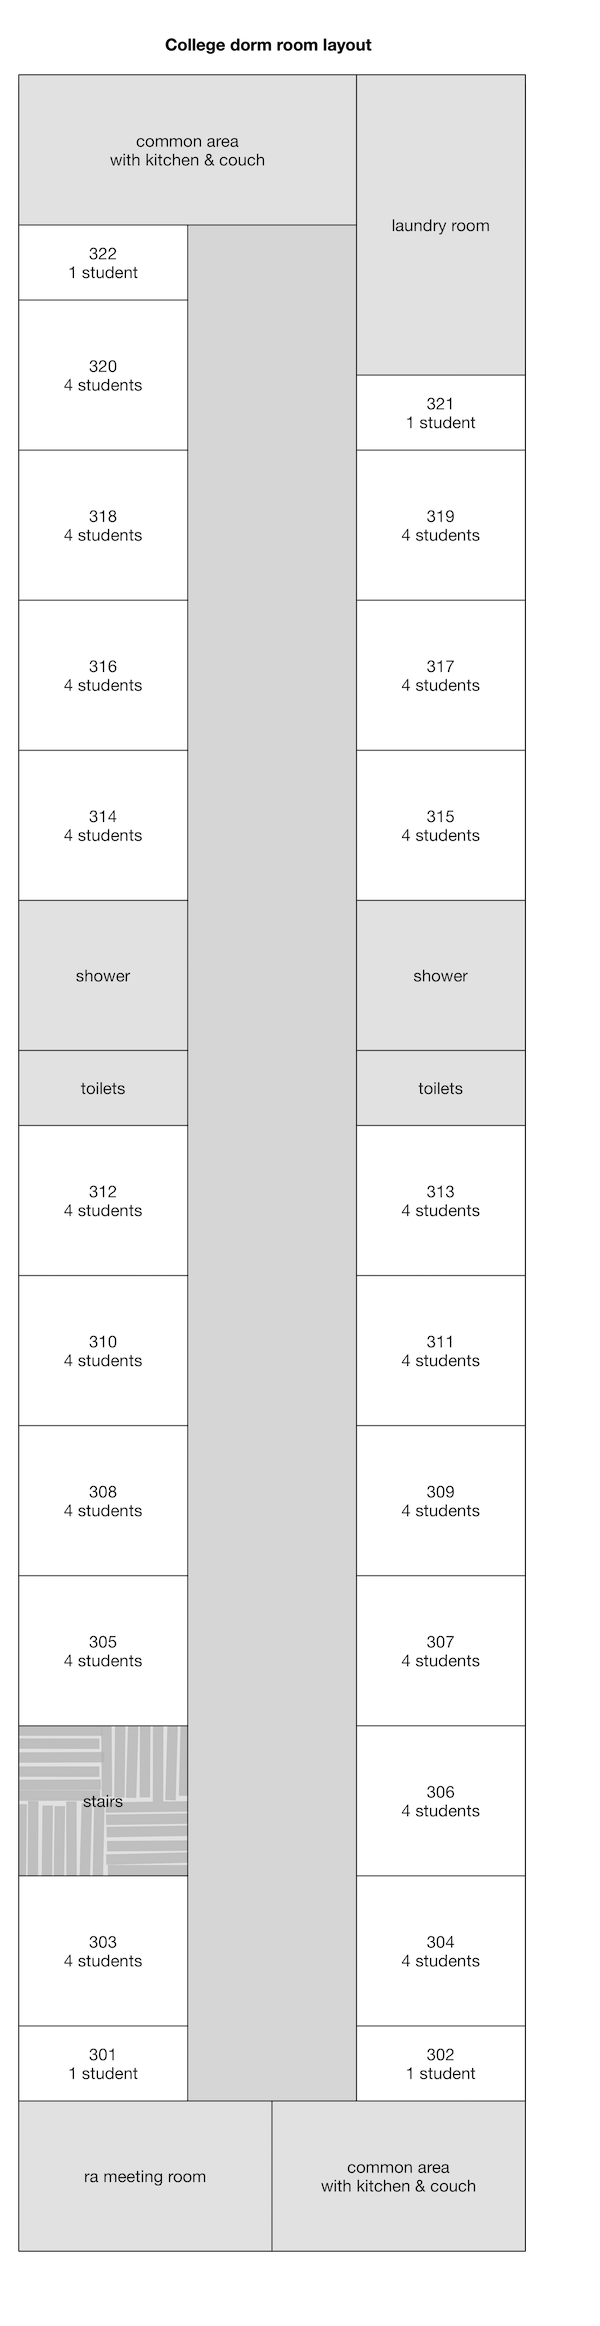 College dorm room layout
common area
with kitchen & couch
laundry room
322
1 student
320
4 students
321
1 student
318
4 students
319
4 students
316
4 students
317
4 students
314
4 students
315
4 students
shower
shower
toilets
toilets
312
4 students
313
4 students
310
4 students
311
4 students
308
4 students
309
4 students
305
4 students
307
4 students
stairs
306
4 students
303
4 students
304
4 students
301
1 student
302
1 student
ra meeting room
common area
with kitchen & couch